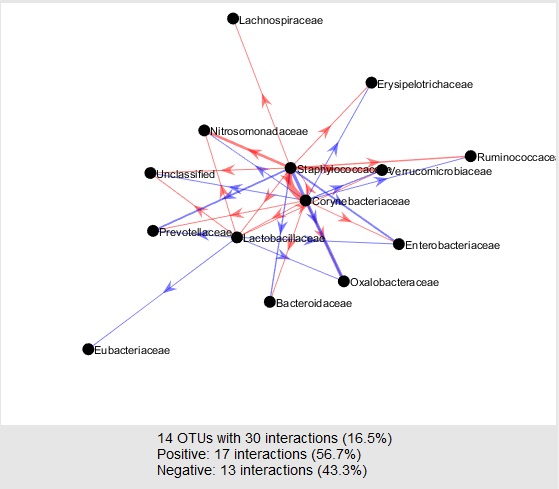 Lachnospiraceae
Erysipelotrichaceae
Nitrosomonadaceae
Ruminococcace
Staphylococcaceae
Verrucomicrobiaceae
Unclassified
Corynebacteriaceae
Prevotellaceae
Lactobacillaceae
Enterobacteriaceae
Oxalobacteraceae
Bacteroidaceae
Eubacteriaceae
14 OTUs with 30 interactions (16.5%)
Positive: 17 interactions (56.7%)
Negative: 13 interactions (43.3%)